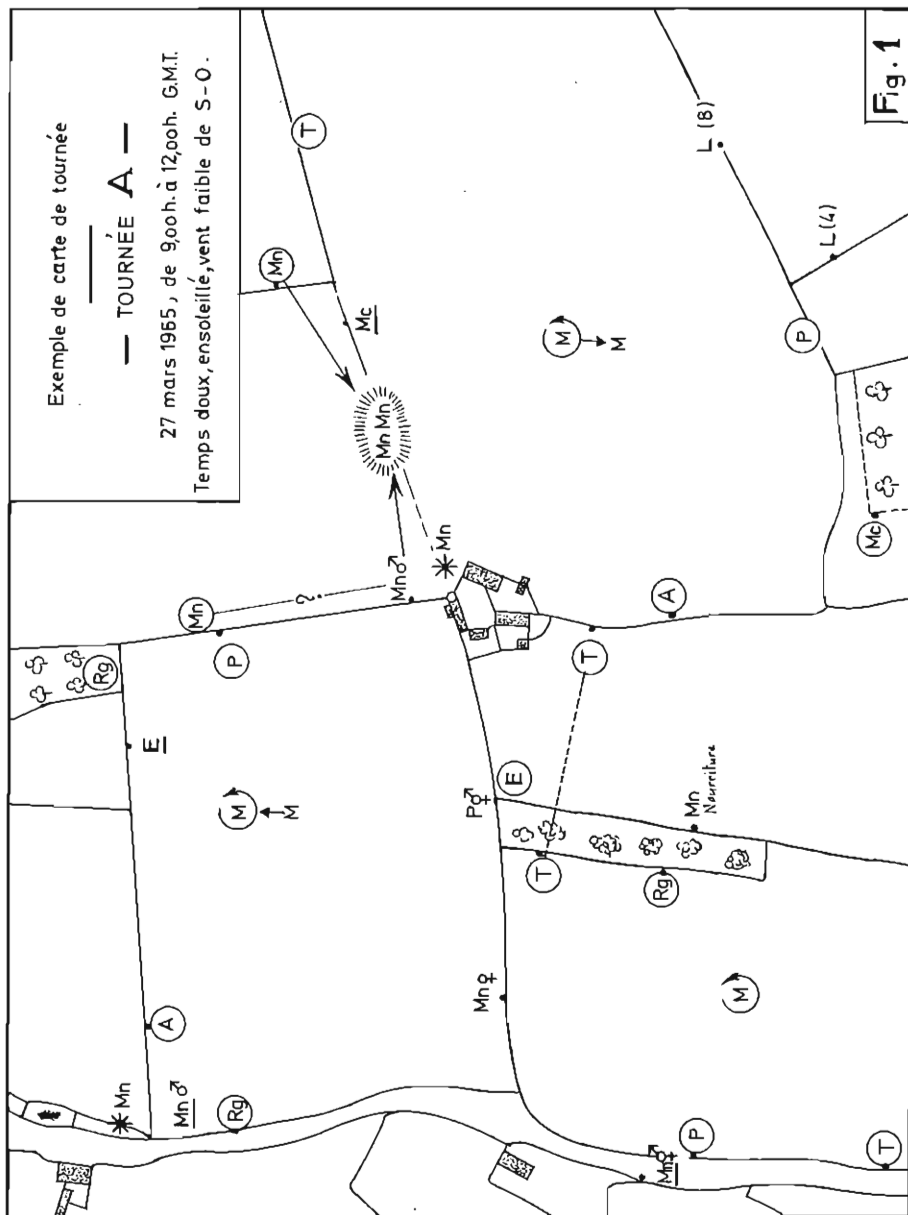 Exemple de carte de tournée
— TOURNÉE A —
27 mars 1965, de 9,00h. à 12,00h. G.M.T.
Temps doux, ensoleillé, vent faible de S-O.
Rg
Mn
E
A
Mn♂
Mn
P
M
Rg
Mn
M
T
?
Mc
Mn Mn
Mn♂
Mn
P♂♀
Mn♀
E
T
M
T
M
Rg
Mn♂♀
A
Mn
Nourriture
P
L (8)
M
P
L (4)
Mc
T
Fig. 1